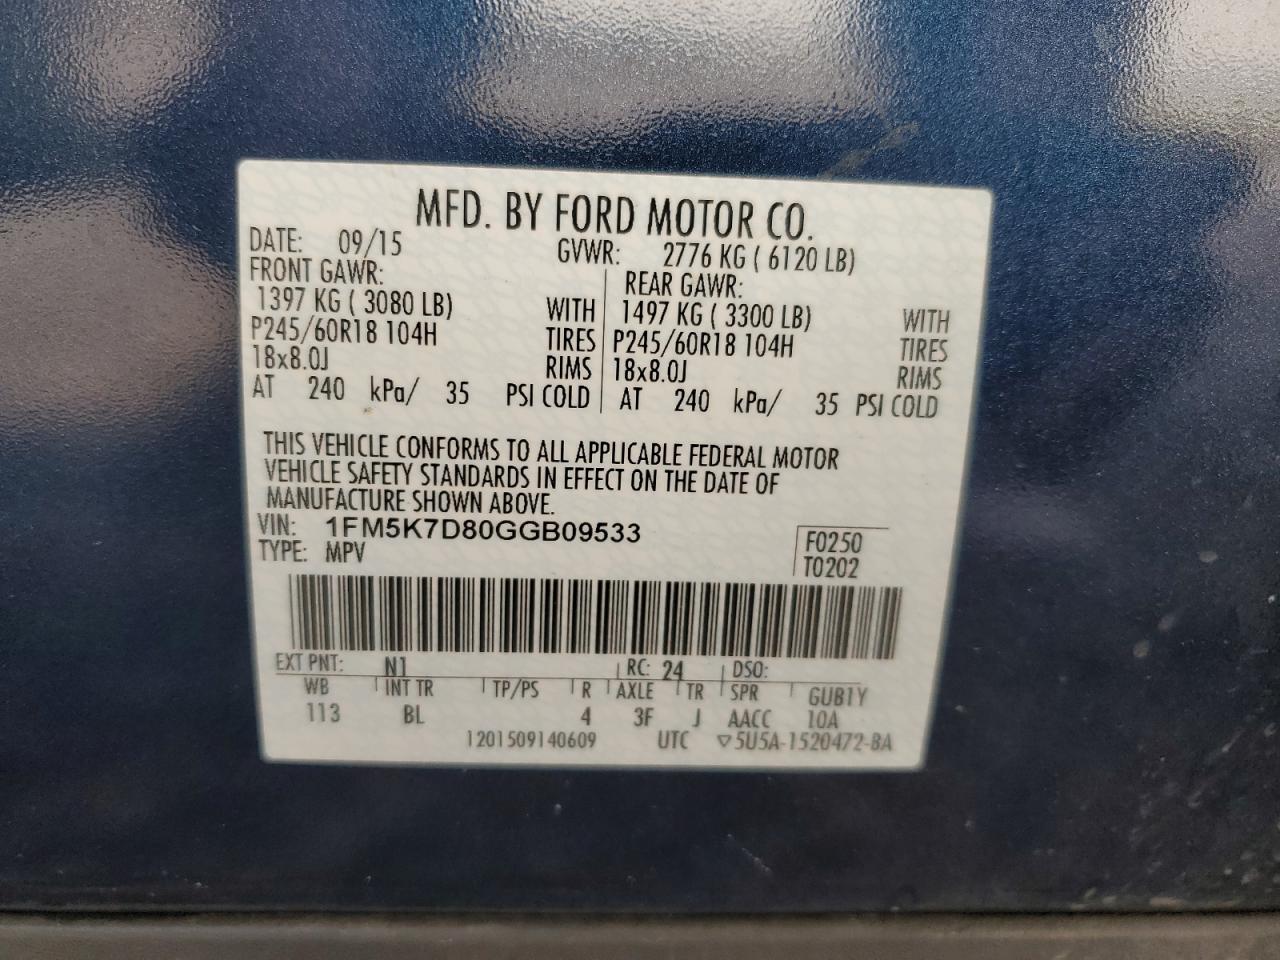 MFD. BY FORD MOTOR CO.
DATE: 09/15 GVWR: 2776 KG ( 6120 LB)
FRONT GAWR: REAR GAWR:
1397 KG ( 3080 LB) WITH 1497 KG ( 3300 LB) WITH
P245/60R18 104H TIRES P245/60R18 104H TIRES
18x8.0J RIMS 18x8.0J RIMS
AT 240 kPa/ 35 PSI COLD AT 240 kPa/ 35 PSI COLD
THIS VEHICLE CONFORMS TO ALL APPLICABLE FEDERAL MOTOR
VEHICLE SAFETY STANDARDS IN EFFECT ON THE DATE OF
MANUFACTURE SHOWN ABOVE.
VIN: 1FM5K7D80GGB09533 F0250
TYPE: MPV T0202
EXT PNT: N1 RC: 24 DSO:
WB INT TR TP/PS R AXLE TR SPR GUB1Y
113 BL 4 3F J AACC 10A
1201509140609 UTC ▽5U5A-1520472-BA